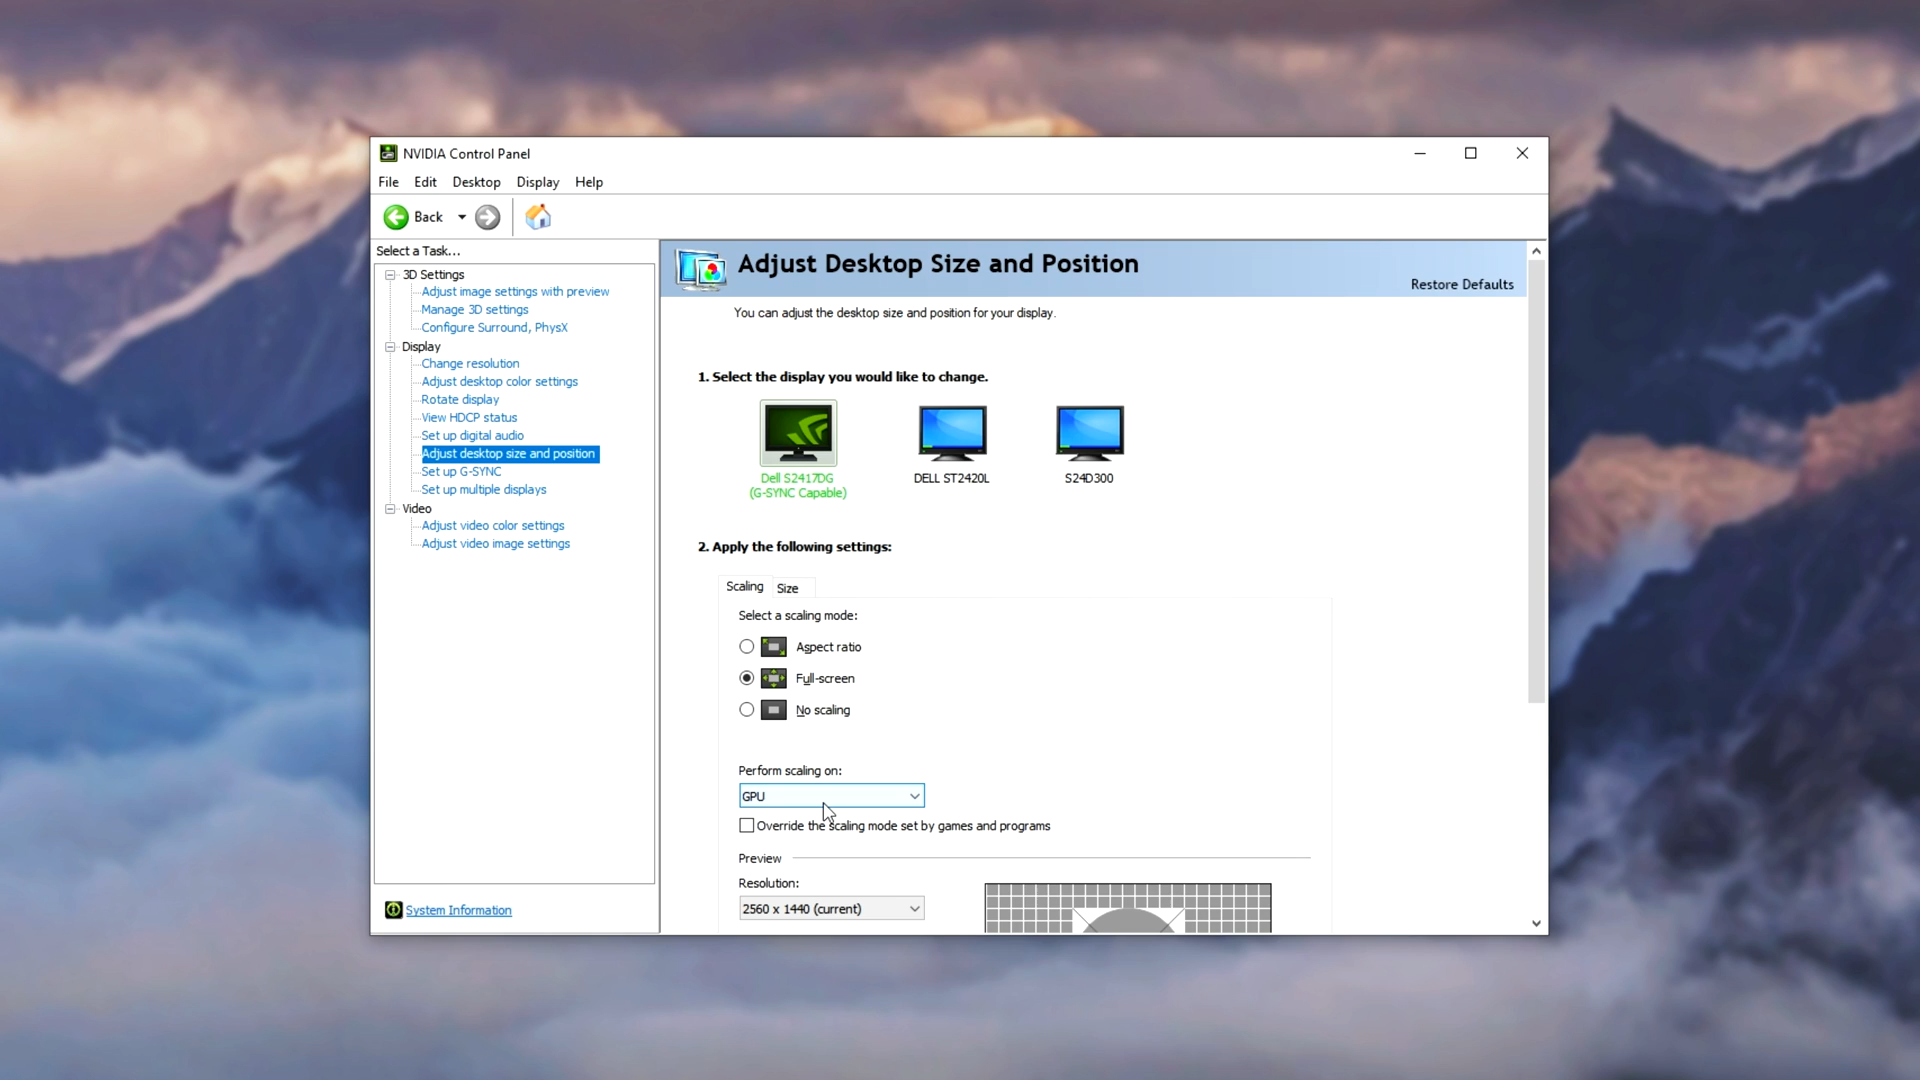 NVIDIA Control Panel
File Edit Desktop Display Help
Back
Select a Task...
3D Settings
Adjust image settings with preview
Manage 3D settings
Configure Surround, PhysX
Display
Change resolution
Adjust desktop color settings
Rotate display
View HDCP status
Set up digital audio
Adjust desktop size and position
Set up G-SYNC
Set up multiple displays
Video
Adjust video color settings
Adjust video image settings
System Information
Adjust Desktop Size and Position
Restore Defaults
You can adjust the desktop size and position for your display.
1. Select the display you would like to change.
Dell S2417DG
(G-SYNC Capable)
DELL ST2420L
S24D300
2. Apply the following settings:
Scaling Size
Select a scaling mode:
Aspect ratio
Full-screen
No scaling
Perform scaling on:
GPU
Override the scaling mode set by games and programs
Preview
Resolution:
2560 x 1440 (current)